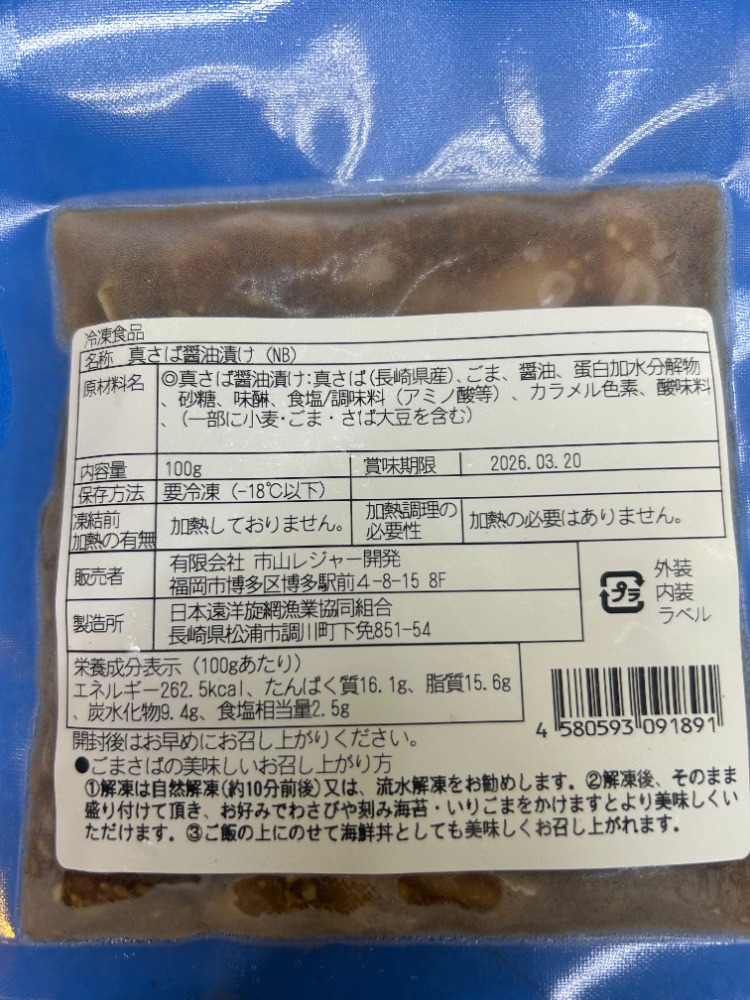 冷凍食品
名称 真さば醤油漬け (NB)
原材料名 ◎真さば醤油漬け:真さば(長崎県産)、ごま、醤油、蛋白加水分解物
、砂糖、味醂、食塩/調味料(アミノ酸等)、カラメル色素、酸味料
、(一部に小麦・ごま・さば大豆を含む)
内容量 100g 賞味期限 2026.03.20
保存方法 要冷凍(-18℃以下)
凍結前 加熱の有無 加熱しておりません。 加熱調理の必要性 加熱の必要はありません。
販売者 有限会社 市山レジャー開発
福岡市博多区博多駅前4-8-15 8F
製造所 日本遠洋旋網漁業協同組合
長崎県松浦市調川町下免851-54
プラ
外装
内装
ラベル
栄養成分表示(100gあたり)
エネルギー262.5kcal、たんぱく質16.1g、脂質15.6g
、炭水化物9.4g、食塩相当量2.5g
4 580593 091891
開封後はお早めにお召し上がりください。
●ごまさばの美味しいお召し上がり方
①解凍は自然解凍(約10分前後)又は、流水解凍をお勧めします。②解凍後、そのまま
盛り付けて頂き、お好みでわさびや刻み海苔・いりごまをかけますとより美味しくい
ただけます。③ご飯の上にのせて海鮮丼としても美味しくお召し上がれます。